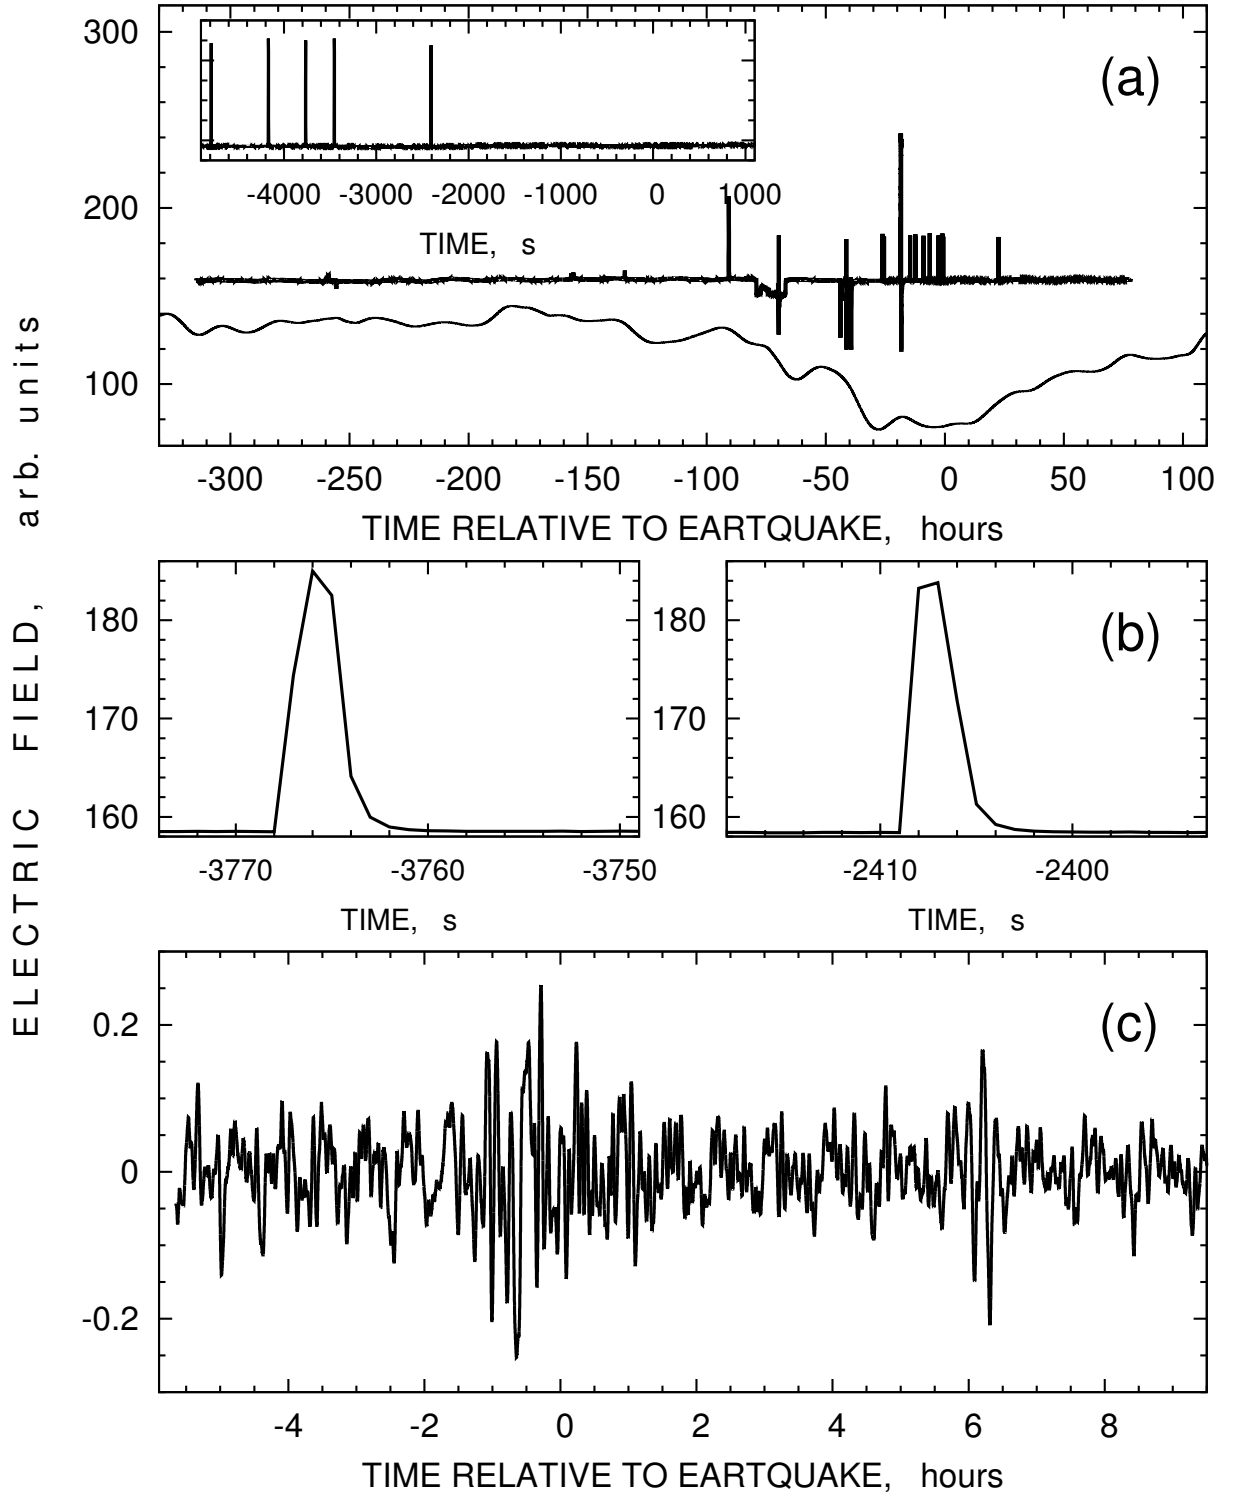 300
200
100
(a)
-4000 -3000 -2000 -1000 0 1000
TIME, s
-300 -250 -200 -150 -100 -50 0 50 100
TIME RELATIVE TO EARTQUAKE, hours
ELECTRIC FIELD, arb. units
180
170
160
-3770 -3760 -3750
TIME, s
180
170
160
(b)
-2410 -2400
TIME, s
0.2
0
-0.2
(c)
-4 -2 0 2 4 6 8
TIME RELATIVE TO EARTQUAKE, hours